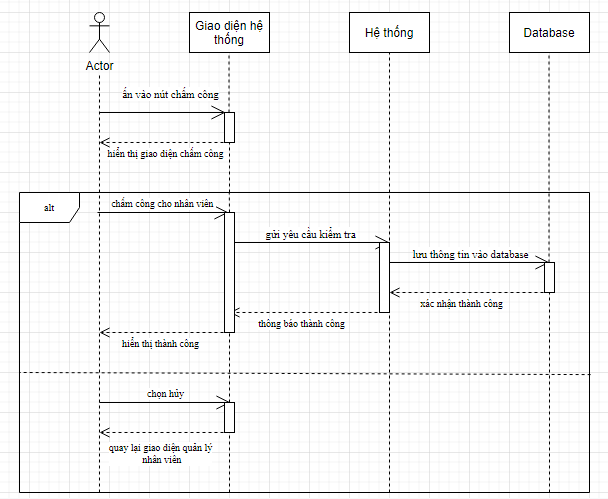 Giao diện hệ
thống
Hệ thống
Database
Actor
ấn vào nút chấm công
hiển thị giao diện chấm công
alt
chấm công cho nhân viên
gửi yêu cầu kiểm tra
lưu thông tin vào database
xác nhận thành công
thông báo thành công
hiển thị thành công
chọn hủy
quay lại giao diện quản lý
nhân viên